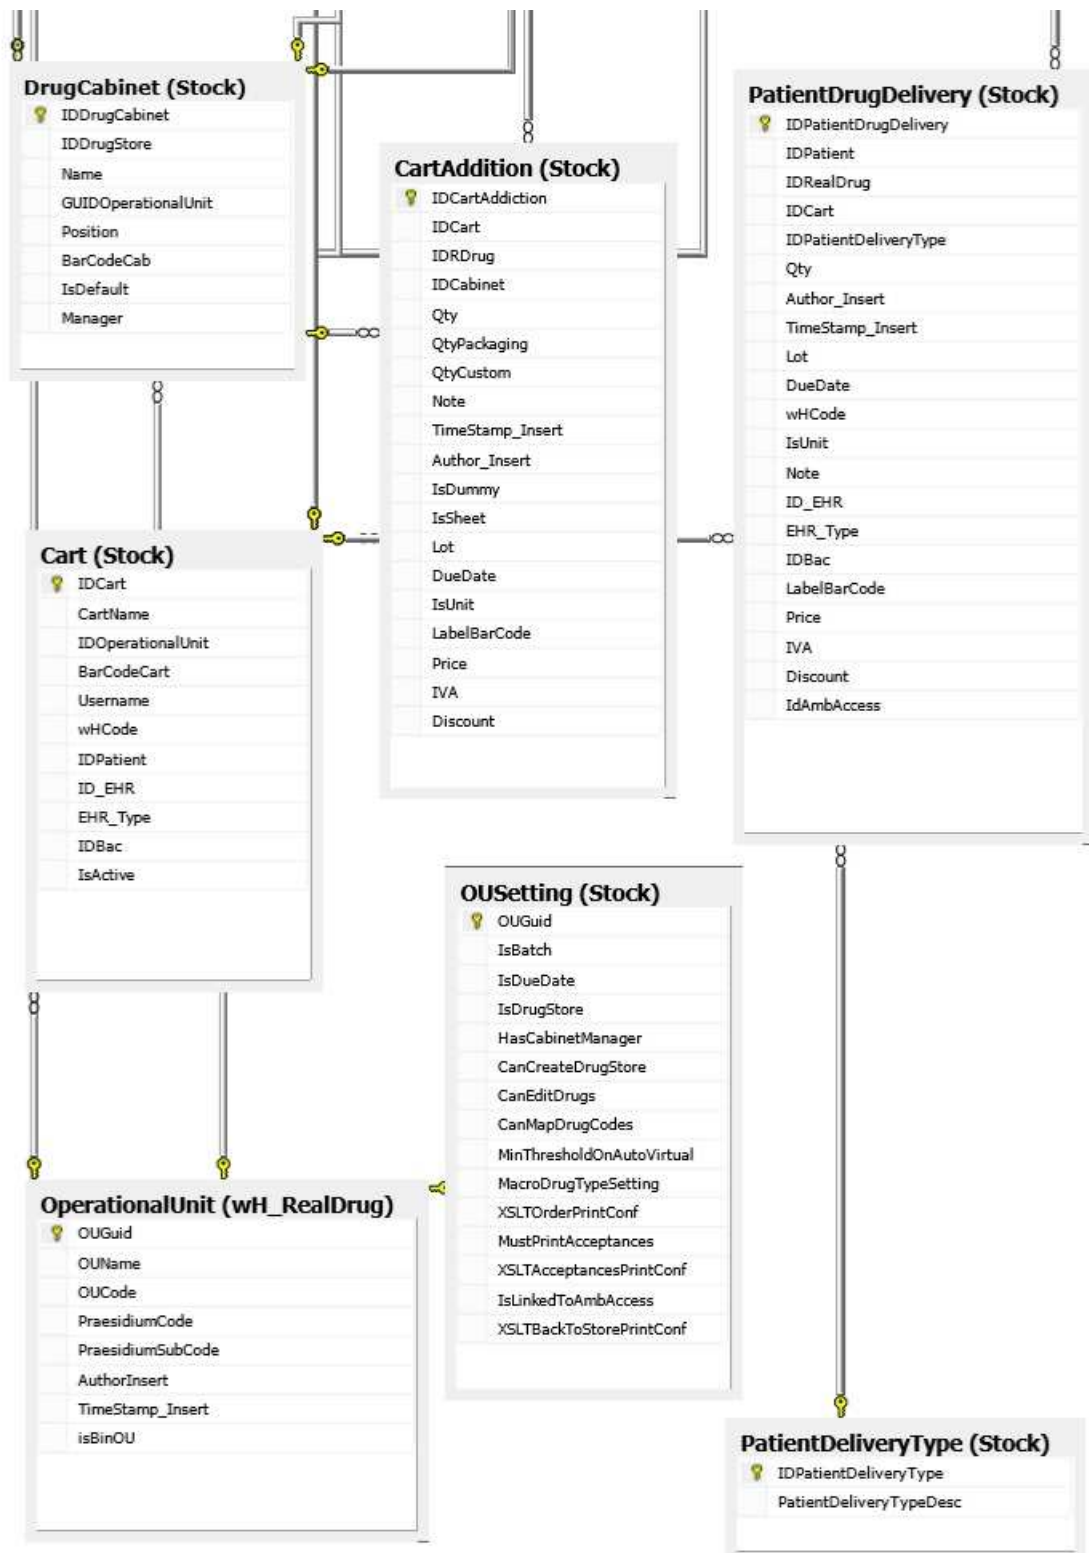 DrugCabinet (Stock)
IDDrugCabinet
IDDrugStore
Name
GUIDOperationalUnit
Position
BarCodeCab
IsDefault
Manager
CartAddition (Stock)
IDCartAddiction
IDCart
IDRDrug
IDCabinet
Qty
QtyPackaging
QtyCustom
Note
TimeStamp_Insert
Author_Insert
IsDummy
IsSheet
Lot
DueDate
IsUnit
LabelBarCode
Price
IVA
Discount
PatientDrugDelivery (Stock)
IDPatientDrugDelivery
IDPatient
IDRealDrug
IDCart
IDPatientDeliveryType
Qty
Author_Insert
TimeStamp_Insert
Lot
DueDate
wHCode
IsUnit
Note
ID_EHR
EHR_Type
IDBac
LabelBarCode
Price
IVA
Discount
IdAmbAccess
Cart (Stock)
IDCart
CartName
IDOperationalUnit
BarCodeCart
Username
wHCode
IDPatient
ID_EHR
EHR_Type
IDBac
IsActive
OUSetting (Stock)
OUGuid
IsBatch
IsDueDate
IsDrugStore
HasCabinetManager
CanCreateDrugStore
CanEditDrugs
CanMapDrugCodes
MinThresholdOnAutoVirtual
MacroDrugTypeSetting
XSLTOrderPrintConf
MustPrintAcceptances
XSLTAcceptancesPrintConf
IsLinkedToAmbAccess
XSLTBackToStorePrintConf
OperationalUnit (wH_RealDrug)
OUGuid
OUName
OUCode
PraesidiumCode
PraesidiumSubCode
AuthorInsert
TimeStamp_Insert
isBinOU
PatientDeliveryType (Stock)
IDPatientDeliveryType
PatientDeliveryTypeDesc